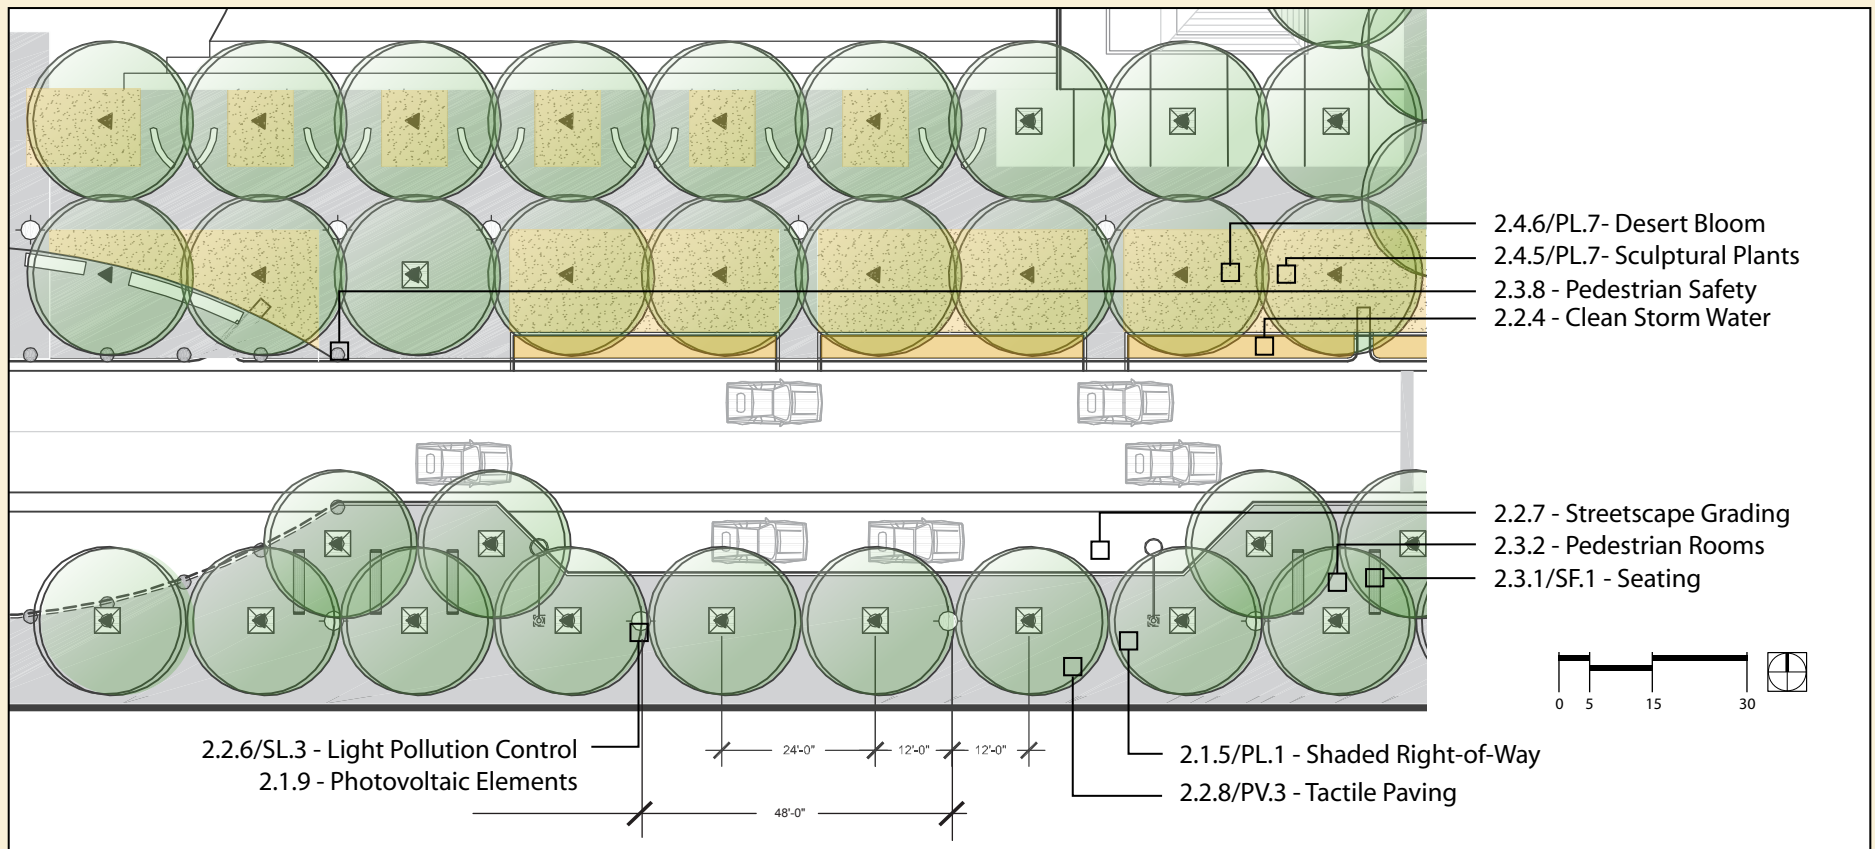 2.4.6/PL.7- Desert Bloom
2.4.5/PL.7- Sculptural Plants
2.3.8 - Pedestrian Safety
2.2.4 - Clean Storm Water
2.2.7 - Streetscape Grading
2.3.2 - Pedestrian Rooms
2.3.1/SF.1 - Seating
0 5 15 30
2.2.6/SL.3 - Light Pollution Control
2.1.9 - Photovoltaic Elements
24'-0" 12'-0" 12'-0"
48'-0"
2.1.5/PL.1 - Shaded Right-of-Way
2.2.8/PV.3 - Tactile Paving